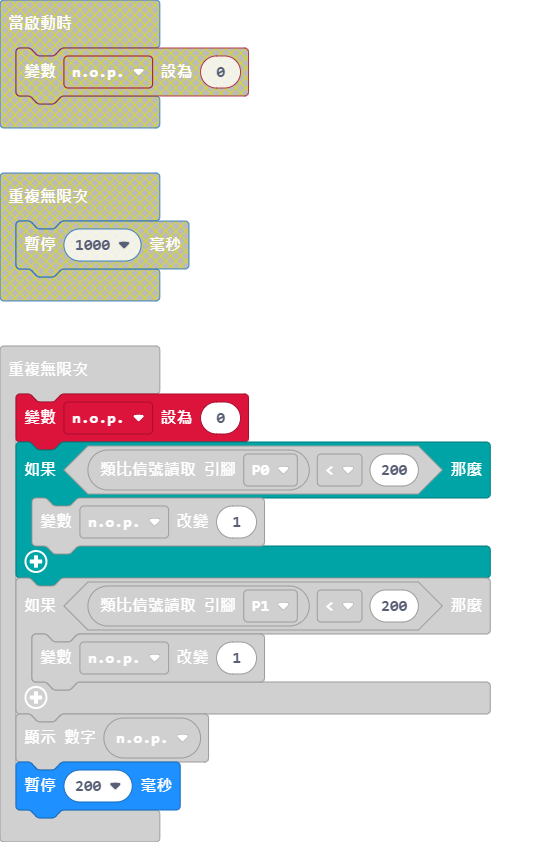 當啟動時
變數 n.o.p. 設為 0
重複無限次
暫停 1000 毫秒
重複無限次
變數 n.o.p. 設為 0
如果 類比信號讀取 引腳 P0 < 200 那麼
變數 n.o.p. 改變 1
如果 類比信號讀取 引腳 P1 < 200 那麼
變數 n.o.p. 改變 1
顯示 數字 n.o.p.
暫停 200 毫秒